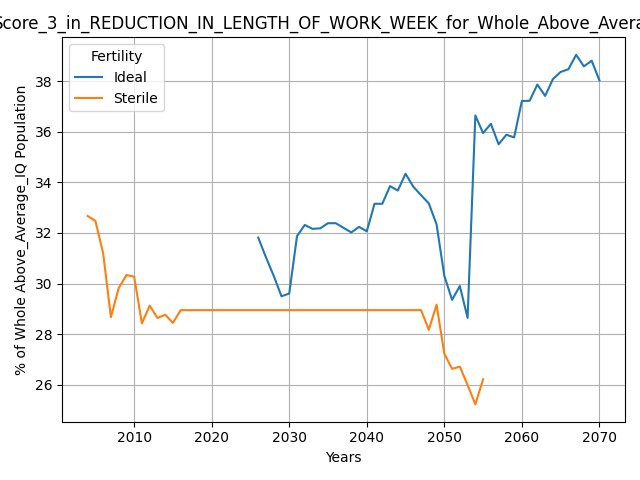 Score_3_in_REDUCTION_IN_LENGTH_OF_WORK_WEEK_for_Whole_Above_Avera
Fertility
Ideal
Sterile
% of Whole Above_Average_IQ Population
38
36
34
32
30
28
26
2010 2020 2030 2040 2050 2060 2070
Years